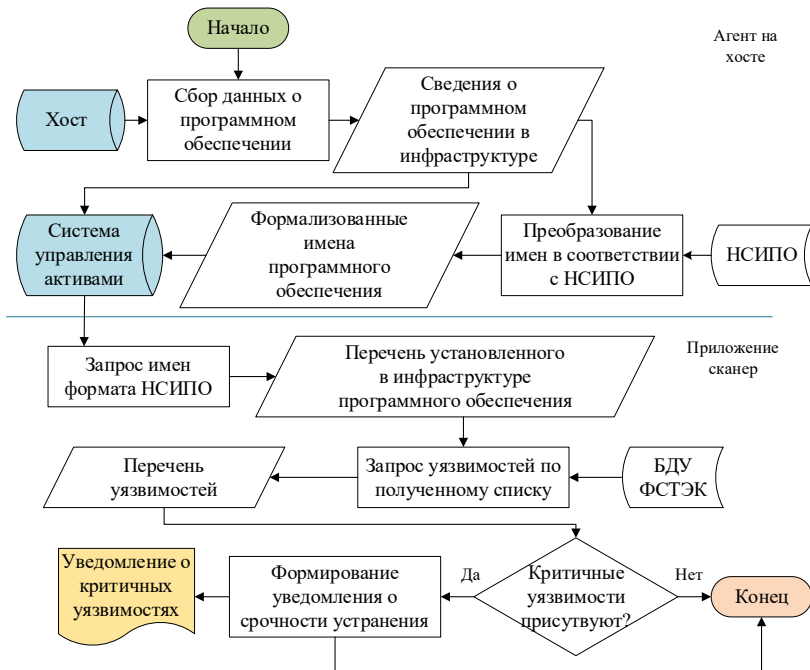 Начало
Агент на
хосте
Хост
Сбор данных о
программном
обеспечении
Сведения о
программном
обеспечении в
инфраструктуре
Система
управления
активами
Формализованные
имена
программного
обеспечения
Преобразование
имен в соответствии
с НСИПО
НСИПО
Запрос имен
формата НСИПО
Перечень установленного
в инфраструктуре
программного обеспечения
Приложение
сканер
Перечень
уязвимостей
Запрос уязвимостей по
полученному списку
БДУ
ФСТЭК
Уведомление о
критичных
уязвимостях
Формирование
уведомления о
срочности устранения
Да
Критичные
уязвимости
присутвуют?
Нет
Конец